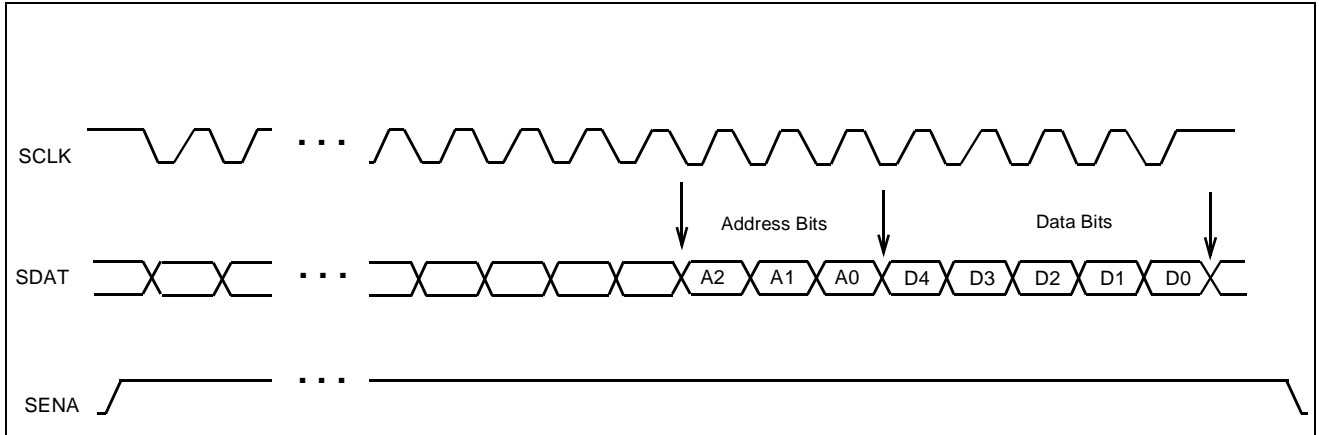 SCLK
. . .
Address Bits
Data Bits
SDAT
. . .
A2 A1 A0 D4 D3 D2 D1 D0
SENA
. . .